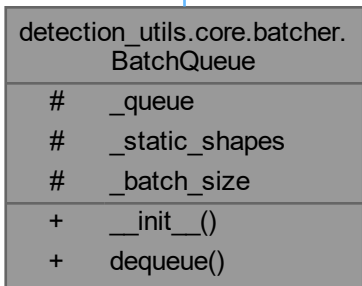 detection_utils.core.batcher.
BatchQueue
# _queue
# _static_shapes
# _batch_size
+ __init__()
+ dequeue()